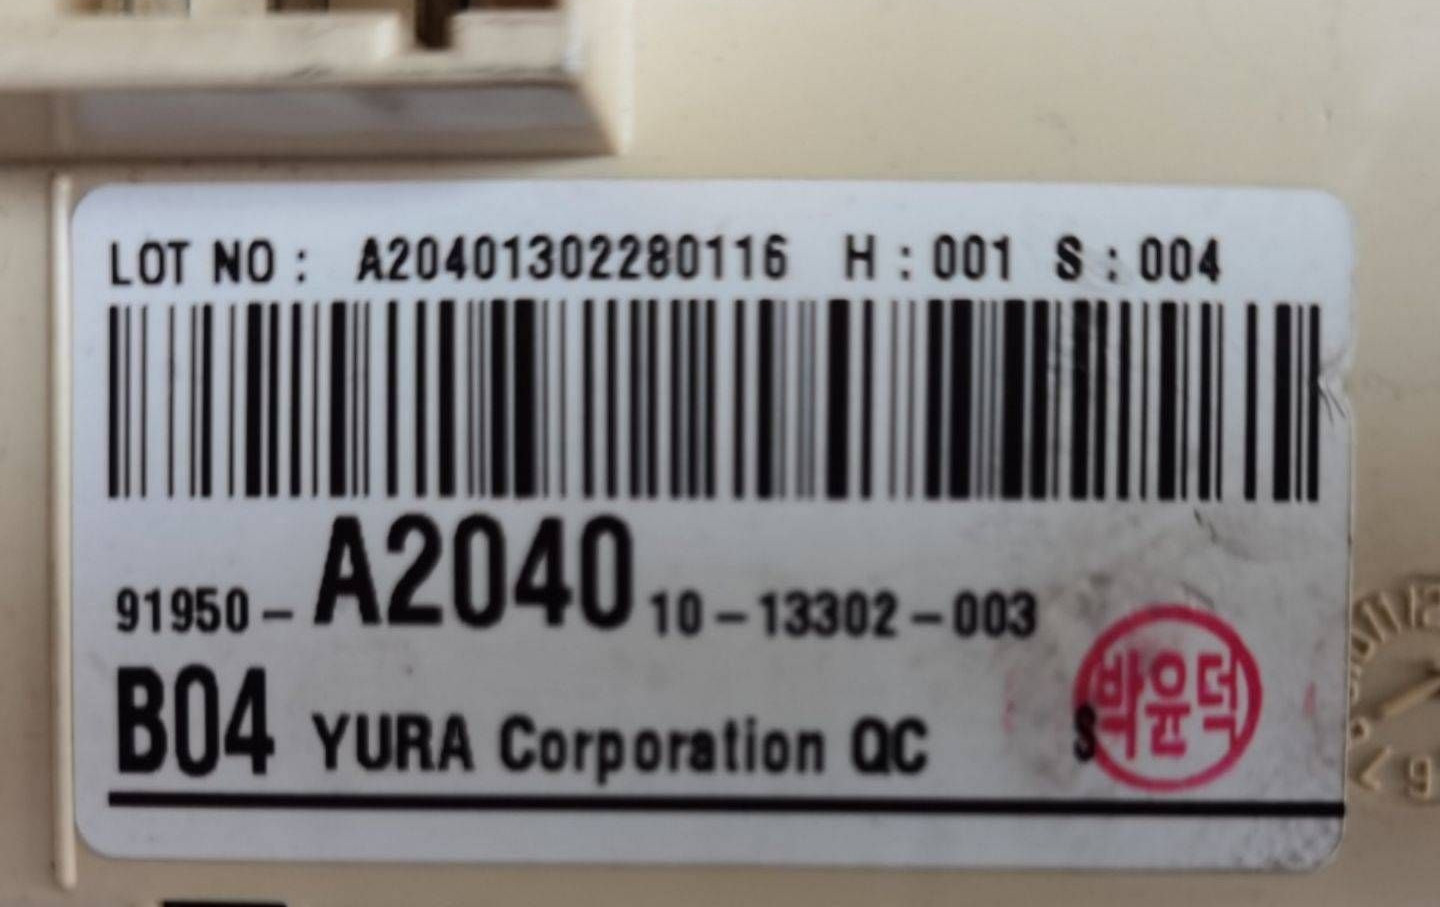 LOT NO : A20401302280116 H : 001 S : 004
91950-A2040 10-13302-003
B04 YURA Corporation QC S
박윤덕